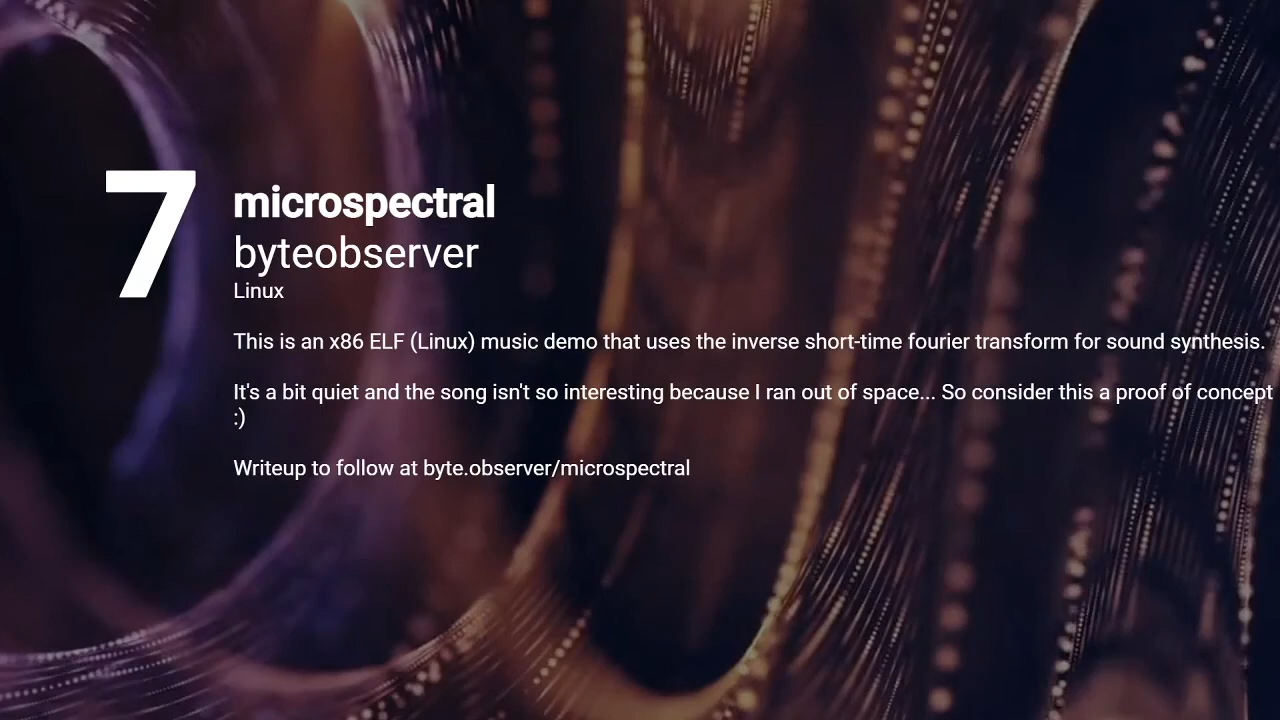 7
microspectral
byteobserver
Linux
This is an x86 ELF (Linux) music demo that uses the inverse short-time fourier transform for sound synthesis.
It's a bit quiet and the song isn't so interesting because I ran out of space... So consider this a proof of concept
:)
Writeup to follow at byte.observer/microspectral